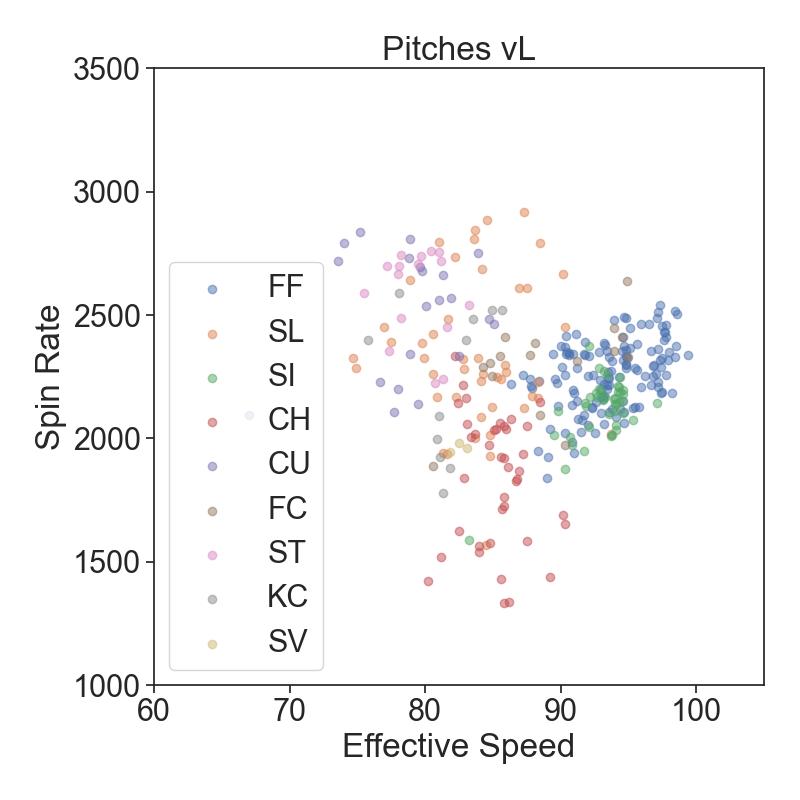 Pitches vL
3500
3000
2500
2000
1500
1000
Spin Rate
FF
SL
SI
CH
CU
FC
ST
KC
SV
60 70 80 90 100
Effective Speed